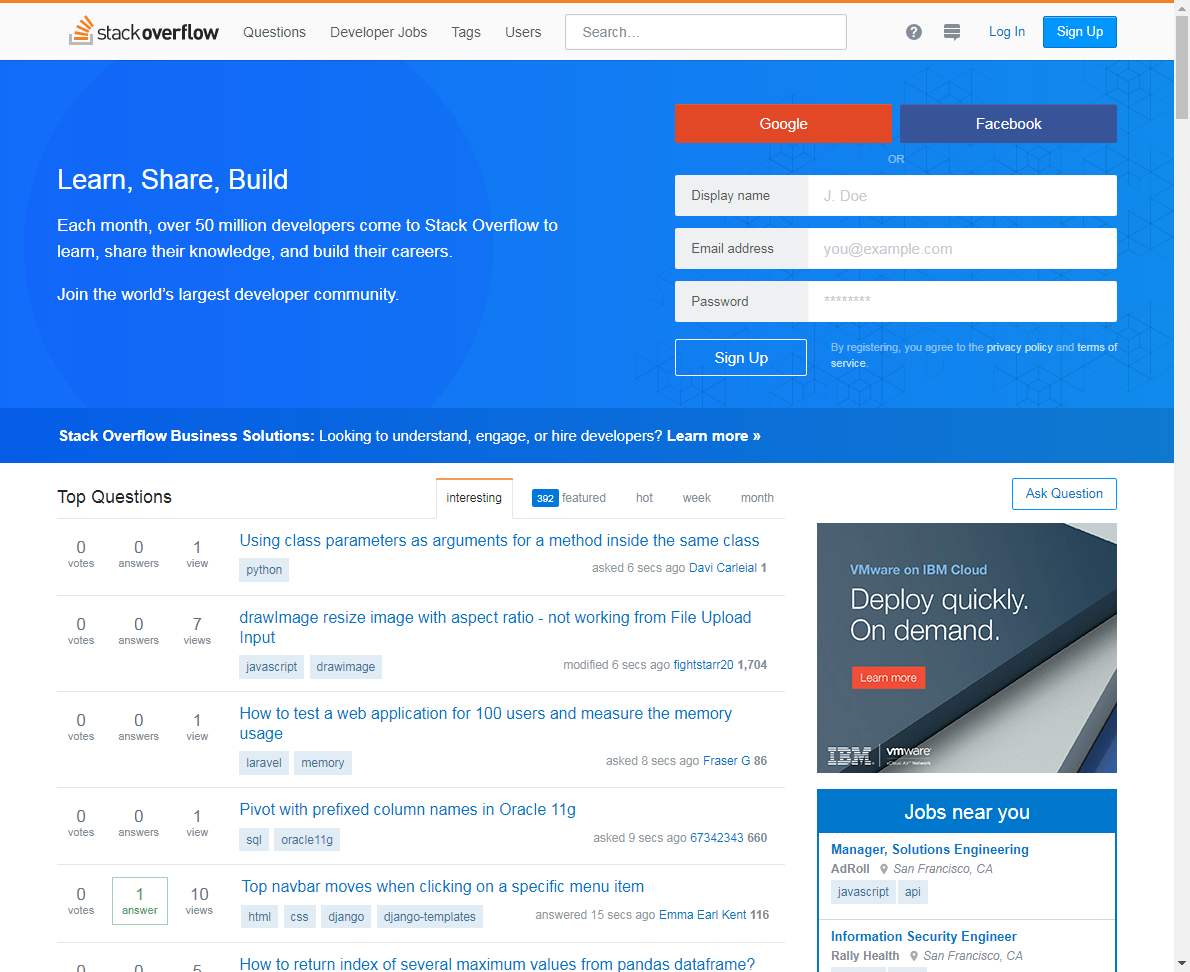 stackoverflow Questions Developer Jobs Tags Users Search... ? Log In Sign Up
Google Facebook
OR
Learn, Share, Build
Each month, over 50 million developers come to Stack Overflow to
learn, share their knowledge, and build their careers.
Join the world's largest developer community.
Display name J. Doe
Email address you@example.com
Password ********
Sign Up
By registering, you agree to the privacy policy and terms of
service.
Stack Overflow Business Solutions: Looking to understand, engage, or hire developers? Learn more »
Top Questions
interesting 392 featured hot week month
0 votes 0 answers 1 view
Using class parameters as arguments for a method inside the same class
python
asked 6 secs ago Davi Carleial 1
0 votes 0 answers 7 views
drawImage resize image with aspect ratio - not working from File Upload
Input
javascript drawimage
modified 6 secs ago fightstarr20 1,704
0 votes 0 answers 1 view
How to test a web application for 100 users and measure the memory
usage
laravel memory
asked 8 secs ago Fraser G 86
0 votes 0 answers 1 view
Pivot with prefixed column names in Oracle 11g
sql oracle11g
asked 9 secs ago 67342343 660
0 votes 1 answer 10 views
Top navbar moves when clicking on a specific menu item
html css django django-templates
answered 15 secs ago Emma Earl Kent 116
0 0 5
How to return index of several maximum values from pandas dataframe?
Ask Question
VMware on IBM Cloud
Deploy quickly.
On demand.
Learn more
IBM vmware
vCloud Air Network
Jobs near you
Manager, Solutions Engineering
AdRoll San Francisco, CA
javascript api
Information Security Engineer
Rally Health San Francisco, CA